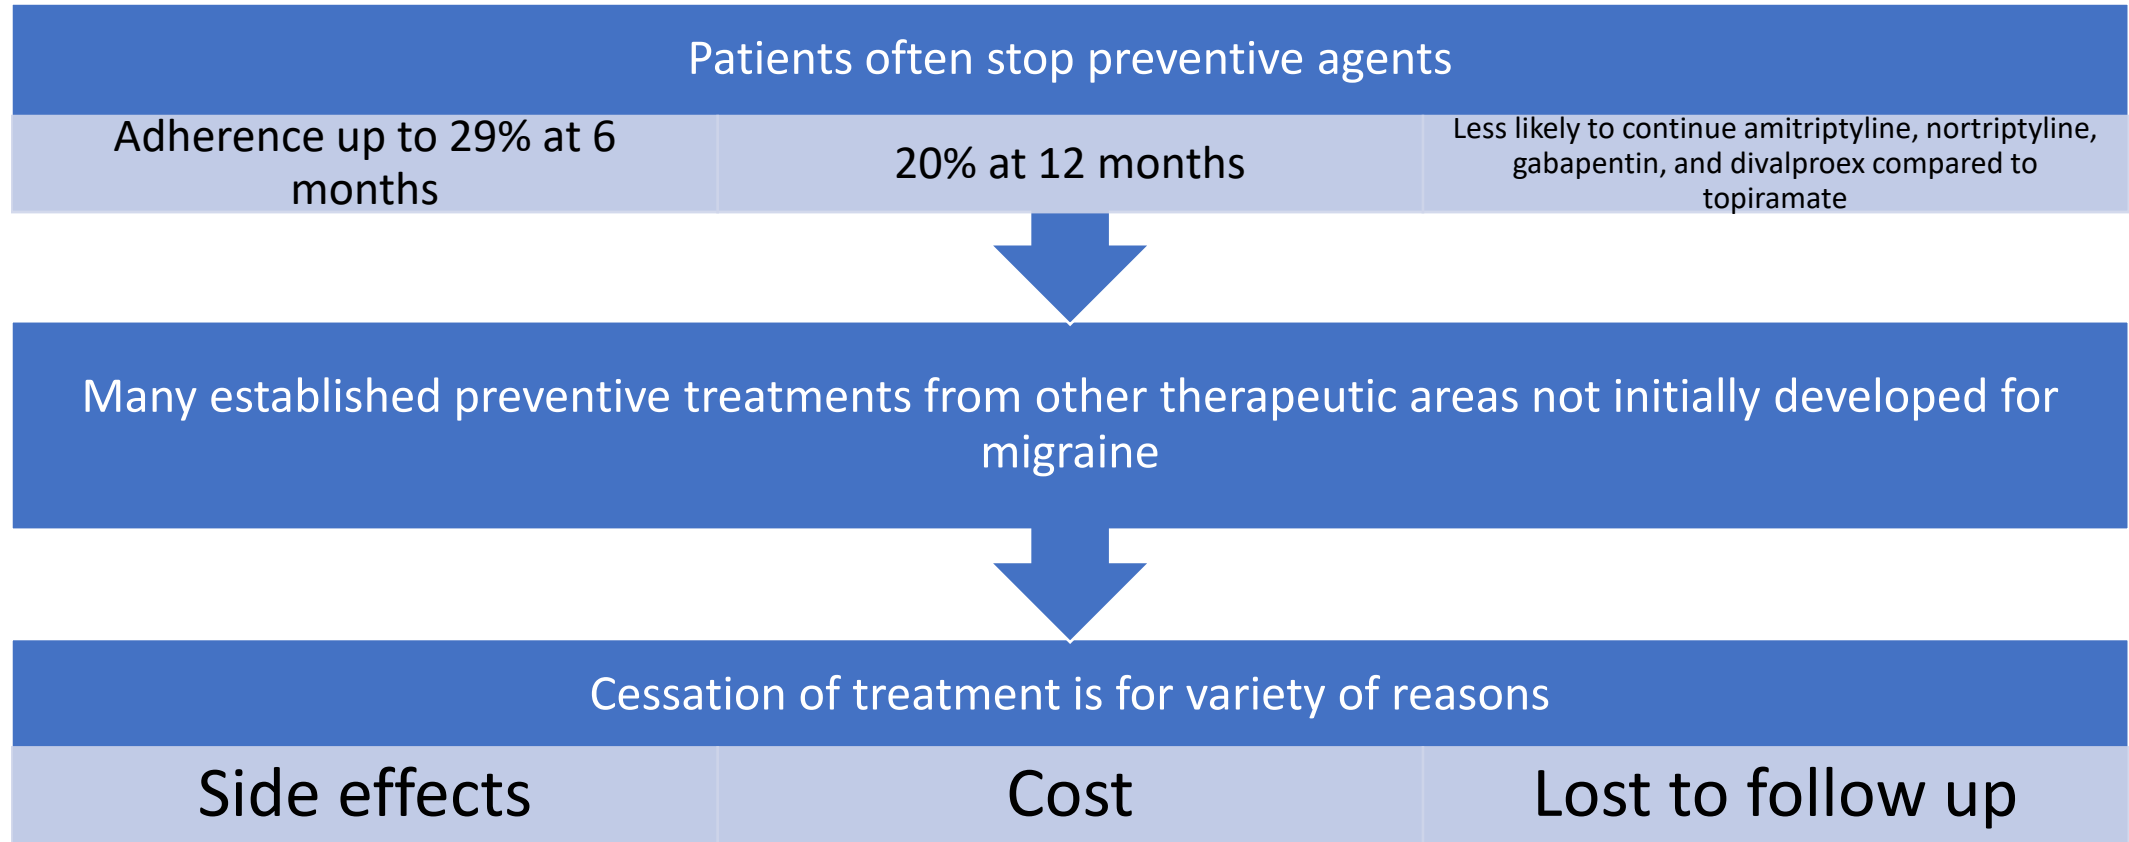 Patients often stop preventive agents
Adherence up to 29% at 6
months
20% at 12 months
Less likely to continue amitriptyline, nortriptyline,
gabapentin, and divalproex compared to
topiramate
Many established preventive treatments from other therapeutic areas not initially developed for
migraine
Cessation of treatment is for variety of reasons
Side effects
Cost
Lost to follow up